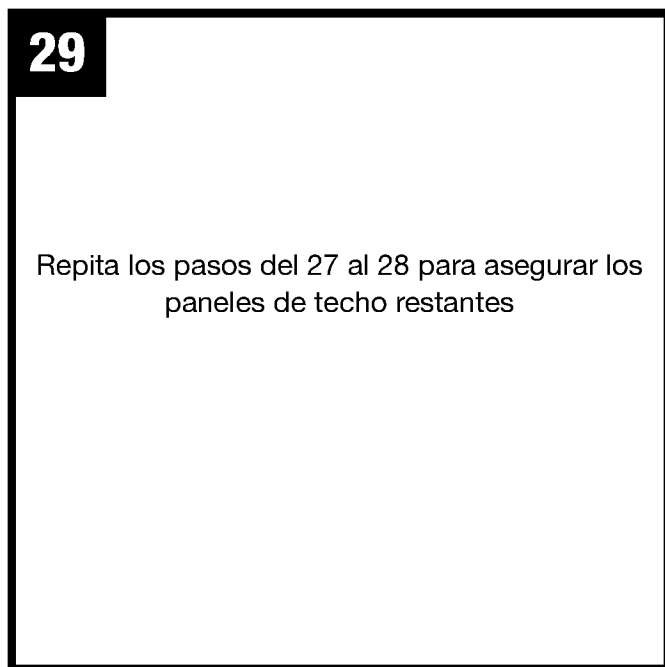 29
Repita los pasos del 27 al 28 para asegurar los
paneles de techo restantes